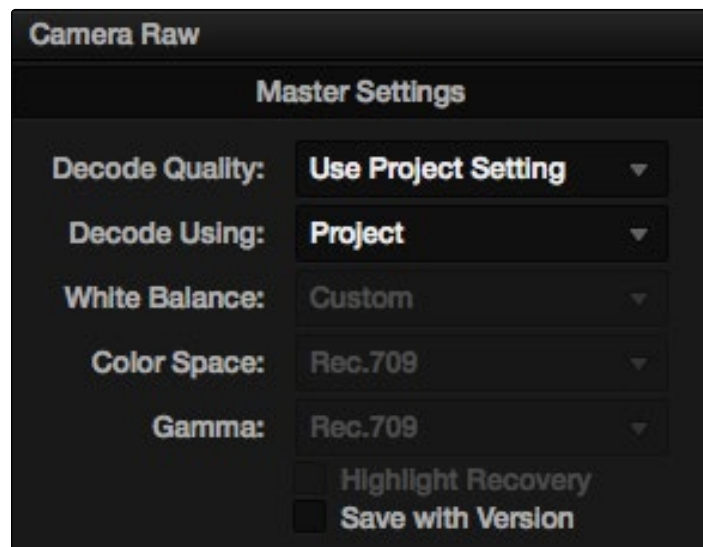 Camera Raw
Master Settings
Decode Quality: Use Project Setting
Decode Using: Project
White Balance: Custom
Color Space: Rec.709
Gamma: Rec.709
Highlight Recovery
Save with Version